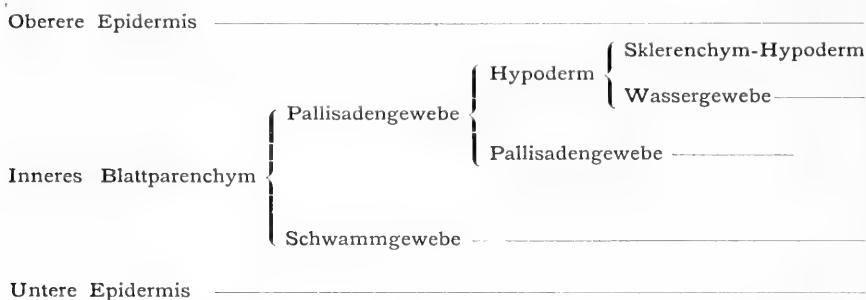 Oberere Epidermis
Sklerenchym-Hypoderm
Hypoderm
Wassergewebe
Pallisadengewebe
Pallisadengewebe
Inneres Blattparenchym
Schwammgewebe
Untere Epidermis